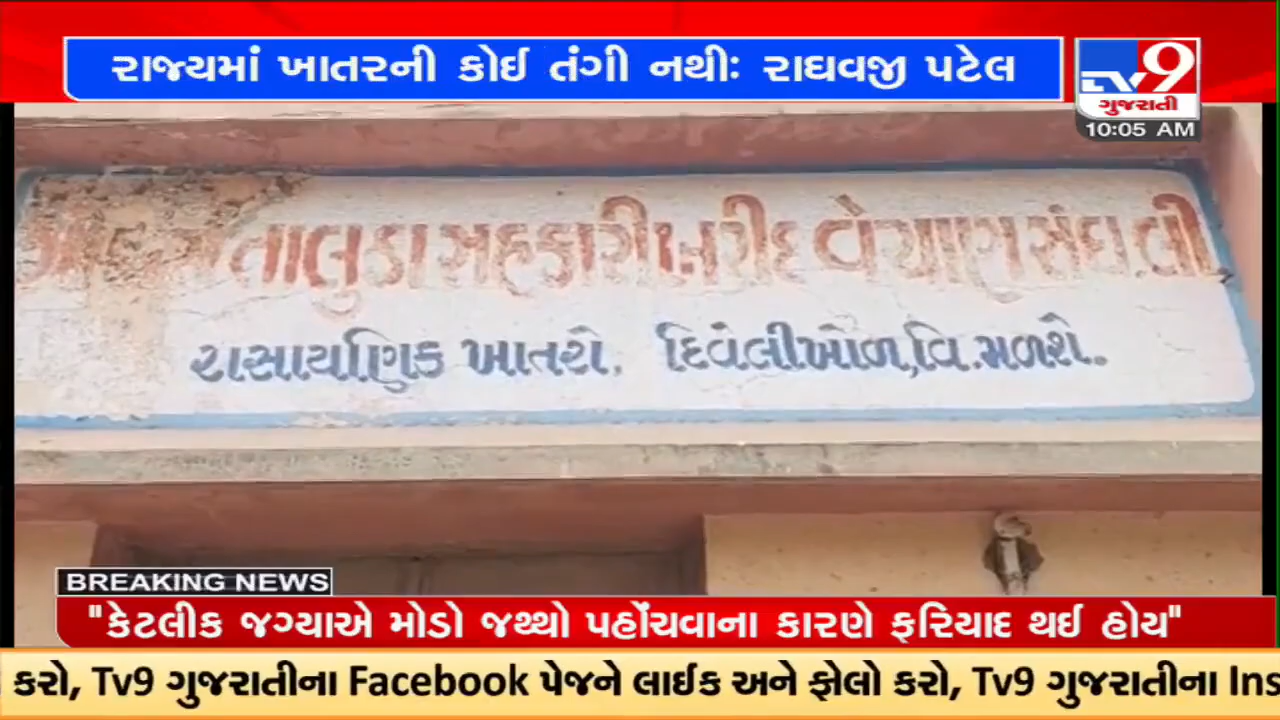 રાજ્યમાં ખાતરની કોઈ તંગી નથીઃ રાઘવજી પટેલ
TV9
ગુજરાતી
10:05 AM
તાલુકા સહકારી ખરીદ વેચાણ સંઘ.લી
રાસાયણિક ખાતરો. દિવેલીખોળ,વિ.મળશે.
BREAKING NEWS
"કેટલીક જગ્યાએ મોડો જથ્થો પહોંચવાના કારણે ફરિયાદ થઈ હોય"
કરો, Tv9 ગુજરાતીના Facebook પેજને લાઈક અને ફોલો કરો, Tv9 ગુજરાતીના Ins